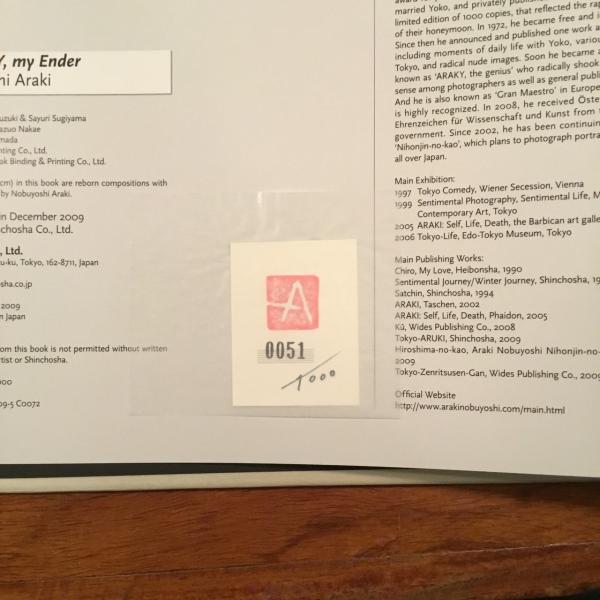 , my Ender
hi Araki
uzuki & Sayuri Sugiyama
azuo Nakae
mada
nting Co., Ltd.
ak Binding & Printing Co., Ltd.
cm) in this book are reborn compositions with
by Nobuyoshi Araki.
in December 2009
nchosha Co., Ltd.
, Ltd.
u-ku, Tokyo, 162-8711, Japan
sha.co.jp
2009
n Japan
om this book is not permitted without written
rtist or Shinchosha.
000
09-5 C0072
A
0051
/1000
married Yoko, and privately publish
limited edition of 1000 copies, that reflected the ra
of their honeymoon. In 1972, he became free and i
Since then he announced and published one work a
including moments of daily life with Yoko, variou
Tokyo, and radical nude images. Soon he became a
known as 'ARAKY, the genius' who radically shook
sense among photographers as well as general publi
And he is also known as 'Gran Maestro' in Europe
is highly recognized. In 2008, he received Öste
Ehrenzeichen für Wissenschaft und Kunst from t
government. Since 2002, he has been continuin
'Nihonjin-no-kao', which plans to photograph portra
all over Japan.
Main Exhibition:
1997 Tokyo Comedy, Wiener Secession, Vienna
1999 Sentimental Photography, Sentimental Life, M
Contemporary Art, Tokyo
2005 ARAKI: Self, Life, Death, the Barbican art galle
2006 Tokyo-Life, Edo-Tokyo Museum, Tokyo
Main Publishing Works:
Chiro, My Love, Heibonsha, 1990
Sentimental Journey/Winter Journey, Shinchosha, 19
Satchin, Shinchosha, 1994
ARAKI, Taschen, 2002
ARAKI: Self, Life, Death, Phaidon, 2005
Kū, Wides Publishing Co., 2008
Tokyo-ARUKI, Shinchosha, 2009
Hiroshima-no-kao, Araki Nobuyoshi Nihonjin-no-
2009
Tokyo-Zenritsusen-Gan, Wides Publishing Co., 2009
Official Website
http://www.arakinobuyoshi.com/main.html